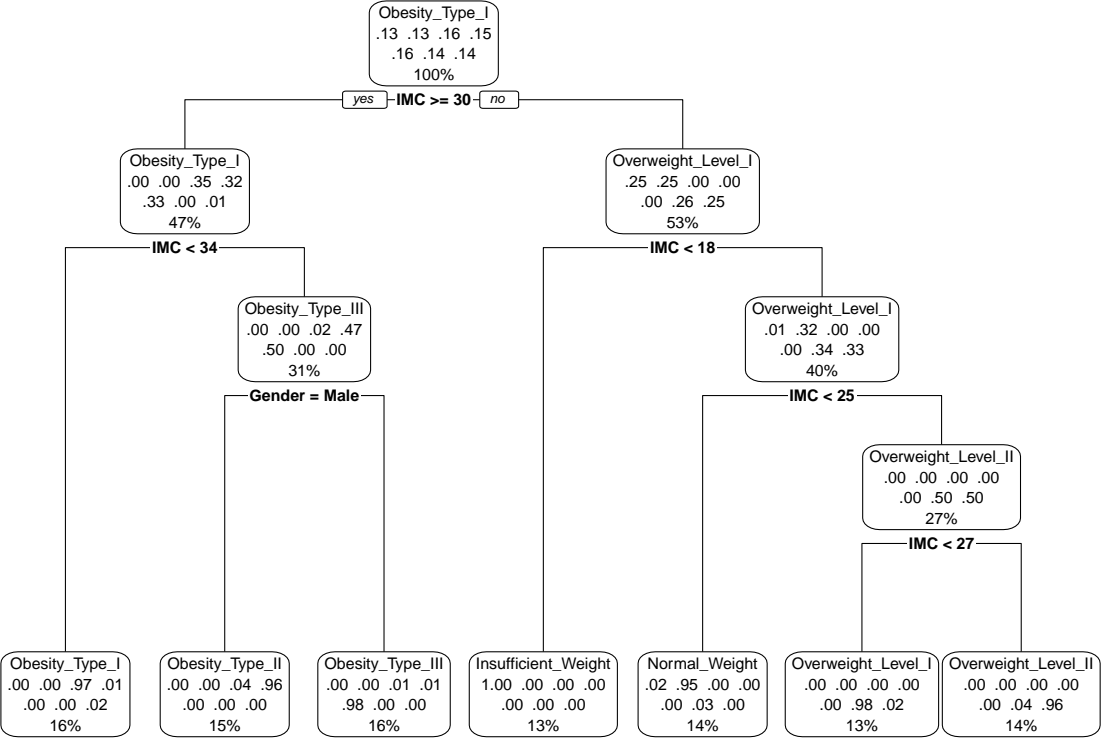 Obesity_Type_I
.13 .13 .16 .15
.16 .14 .14
100%
yes IMC >= 30 no
Obesity_Type_I
.00 .00 .35 .32
.33 .00 .01
47%
Overweight_Level_I
.25 .25 .00 .00
.00 .26 .25
53%
IMC < 34
IMC < 18
Obesity_Type_III
.00 .00 .02 .47
.50 .00 .00
31%
Overweight_Level_I
.01 .32 .00 .00
.00 .34 .33
40%
Gender = Male
IMC < 25
Overweight_Level_II
.00 .00 .00 .00
.00 .50 .50
27%
IMC < 27
Obesity_Type_I
.00 .00 .97 .01
.00 .00 .02
16%
Obesity_Type_II
.00 .00 .04 .96
.00 .00 .00
15%
Obesity_Type_III
.00 .00 .01 .01
.98 .00 .00
16%
Insufficient_Weight
1.00 .00 .00 .00
.00 .00 .00
13%
Normal_Weight
.02 .95 .00 .00
.00 .03 .00
14%
Overweight_Level_I
.00 .00 .00 .00
.00 .98 .02
13%
Overweight_Level_II
.00 .00 .00 .00
.00 .04 .96
14%